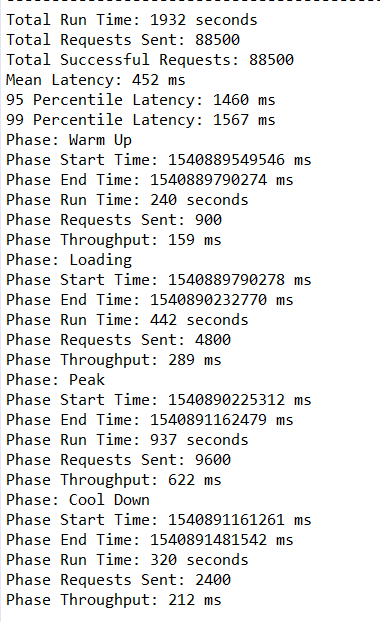 Total Run Time: 1932 seconds
Total Requests Sent: 88500
Total Successful Requests: 88500
Mean Latency: 452 ms
95 Percentile Latency: 1460 ms
99 Percentile Latency: 1567 ms
Phase: Warm Up
Phase Start Time: 1540889549546 ms
Phase End Time: 1540889790274 ms
Phase Run Time: 240 seconds
Phase Requests Sent: 900
Phase Throughput: 159 ms
Phase: Loading
Phase Start Time: 1540889790278 ms
Phase End Time: 1540890232770 ms
Phase Run Time: 442 seconds
Phase Requests Sent: 4800
Phase Throughput: 289 ms
Phase: Peak
Phase Start Time: 1540890225312 ms
Phase End Time: 1540891162479 ms
Phase Run Time: 937 seconds
Phase Requests Sent: 9600
Phase Throughput: 622 ms
Phase: Cool Down
Phase Start Time: 1540891161261 ms
Phase End Time: 1540891481542 ms
Phase Run Time: 320 seconds
Phase Requests Sent: 2400
Phase Throughput: 212 ms